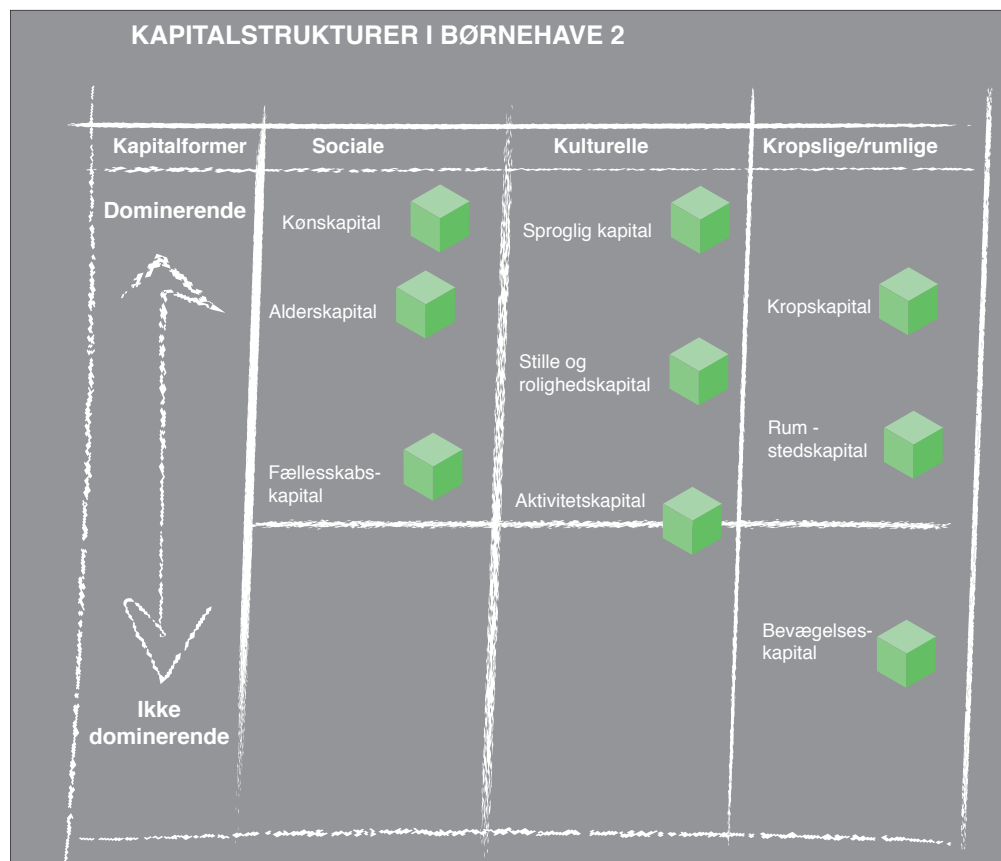 KAPITALSTRUKTURER I BØRNEHAVE 2
Kapitalformer Sociale Kulturelle Kropslige/rumlige
Dominerende
Kønskapital
Sproglig kapital
Alderskapital
Kropskapital
Stille og
rolighedskapital
Rum -
stedskapital
Fællesskabs-
kapital
Aktivitetskapital
Bevægelses-
kapital
Ikke
dominerende